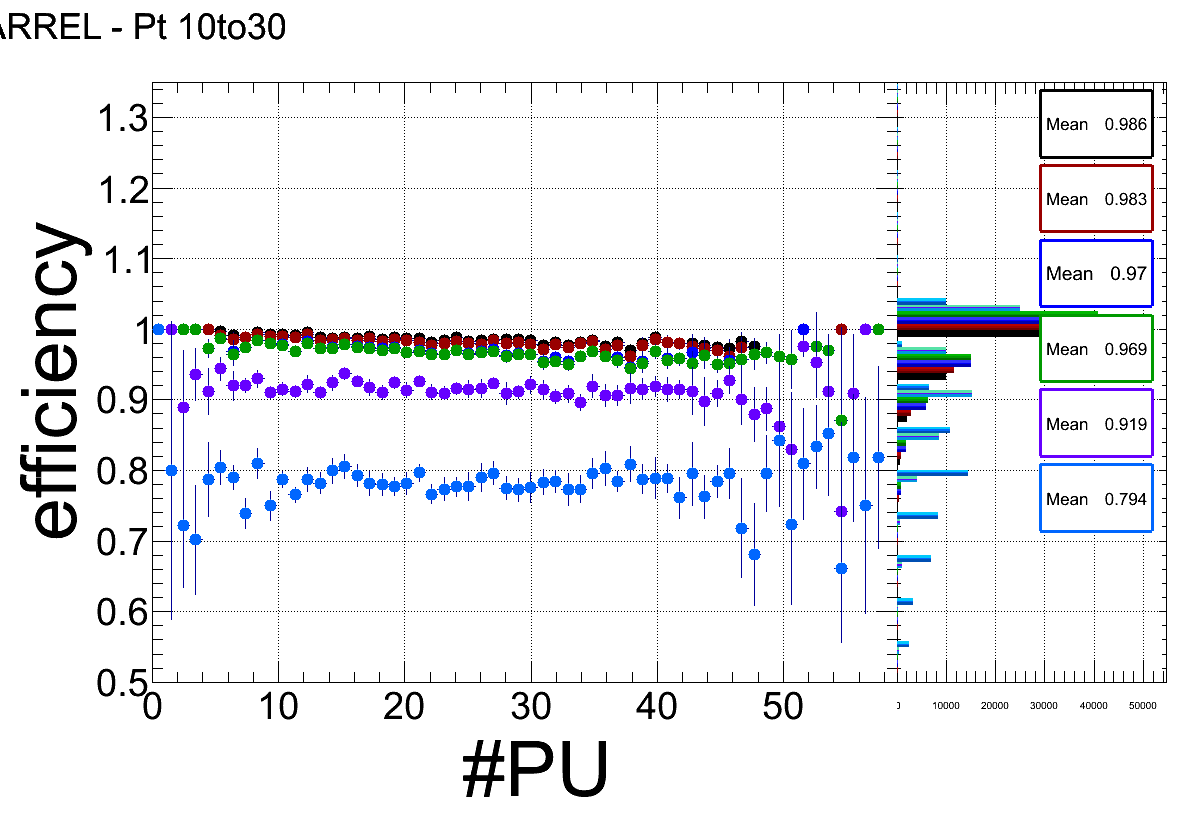 ARREL - Pt 10to30
efficiency
1.3
1.2
1.1
1
0.9
0.8
0.7
0.6
0.5
0 10 20 30 40 50
#PU
Mean 0.986
Mean 0.983
Mean 0.97
Mean 0.969
Mean 0.919
Mean 0.794
0 10000 20000 30000 40000 50000